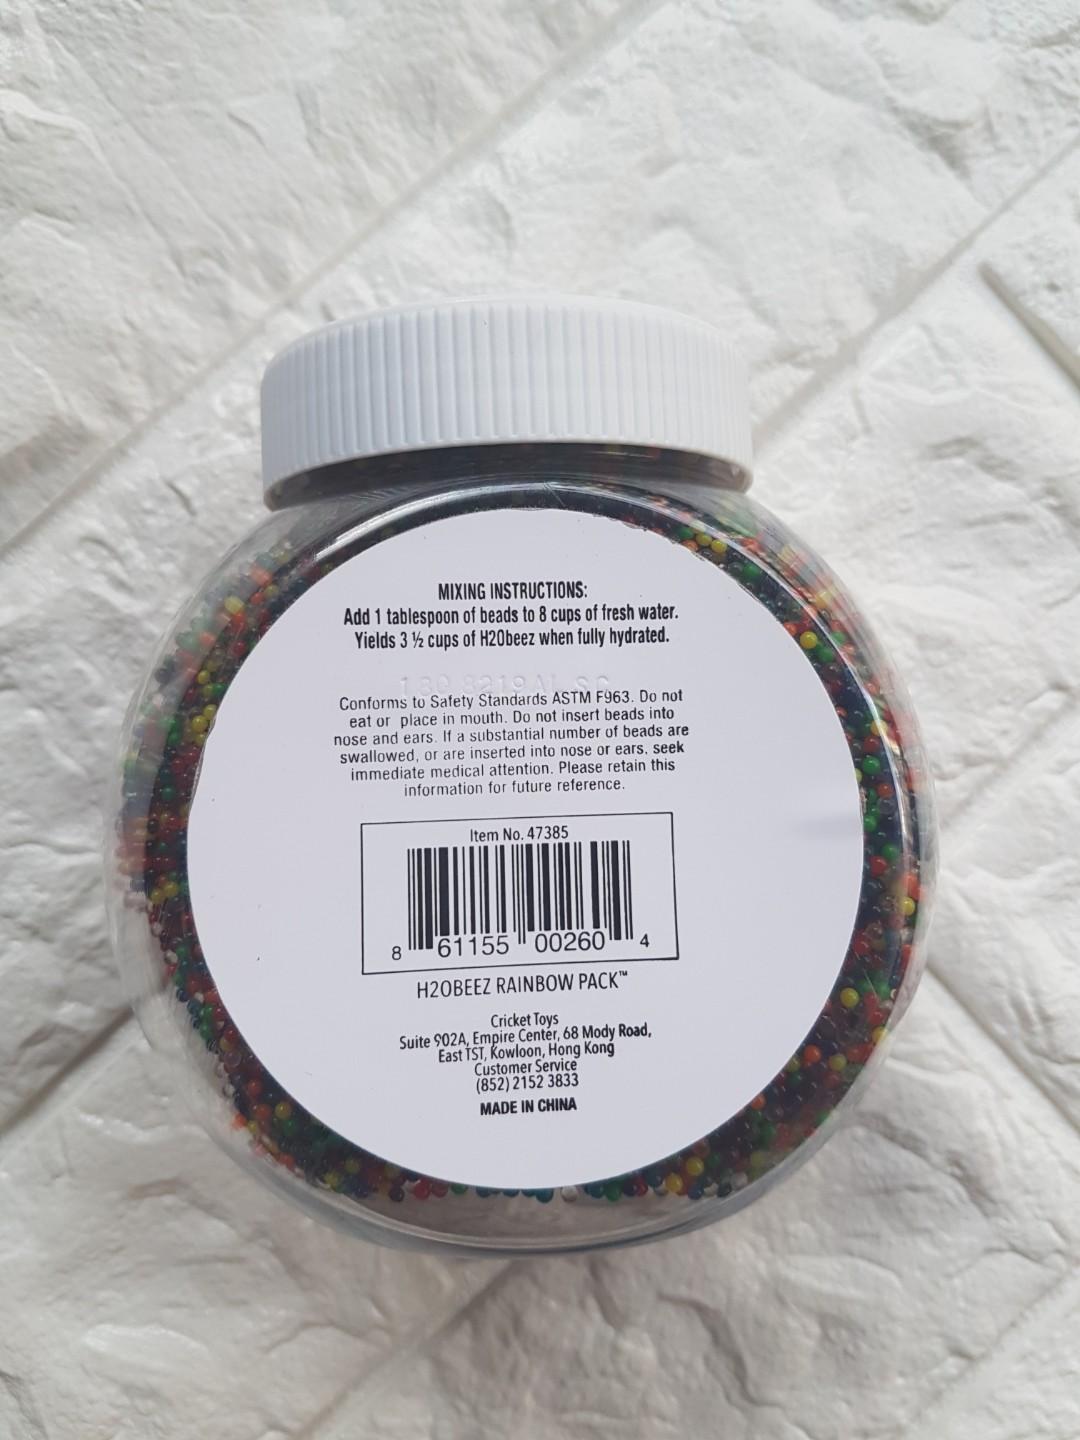 MIXING INSTRUCTIONS:
Add 1 tablespoon of beads to 8 cups of fresh water.
Yields 3 ½ cups of H20beez when fully hydrated.
Conforms to Safety Standards ASTM F963. Do not
eat or place in mouth. Do not insert beads into
nose and ears. If a substantial number of beads are
swallowed, or are inserted into nose or ears, seek
immediate medical attention. Please retain this
information for future reference.
Item No. 47385
8 61155 00260 4
H20BEEZ RAINBOW PACK™
Cricket Toys
Suite 902A, Empire Center, 68 Mody Road,
East TST, Kowloon, Hong Kong
Customer Service
(852) 2152 3833
MADE IN CHINA